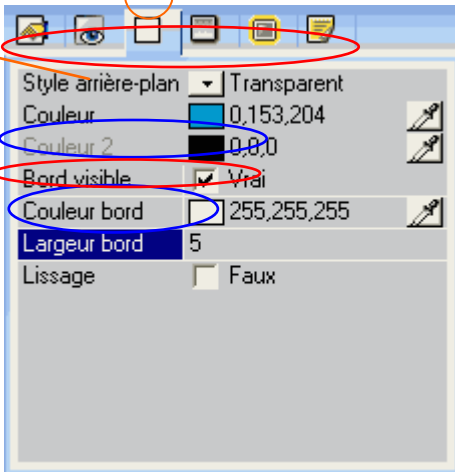 Style arrière-plan Transparent
Couleur 0,153,204
Couleur 2 0,0,0
Bord visible Vrai
Couleur bord 255,255,255
Largeur bord 5
Lissage Faux